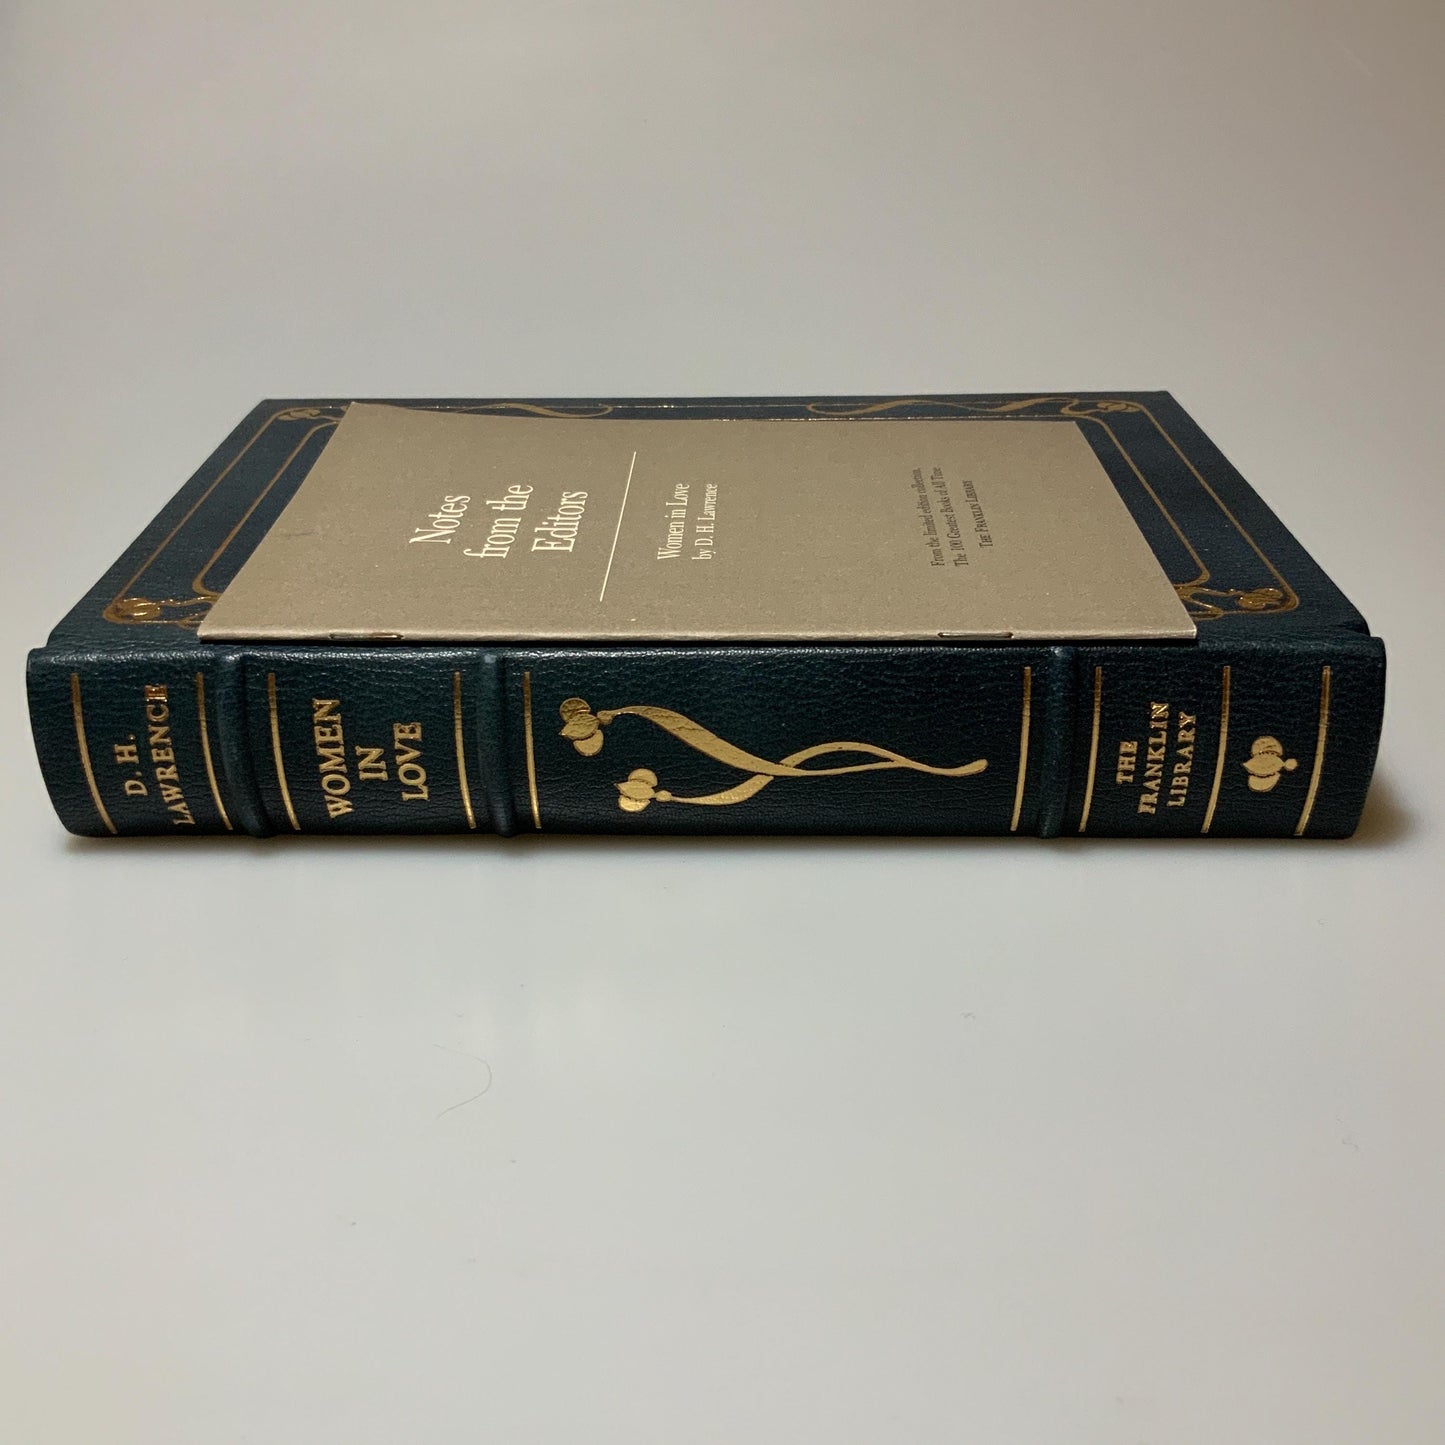 Notes
from the
Editors
Women in Love
by D. H. Lawrence
From the limited edition collection,
The 100 Greatest Books of All Time
THE FRANKLIN LIBRARY
D. H.
LAWRENCE
WOMEN
IN
LOVE
THE
FRANKLIN
LIBRARY